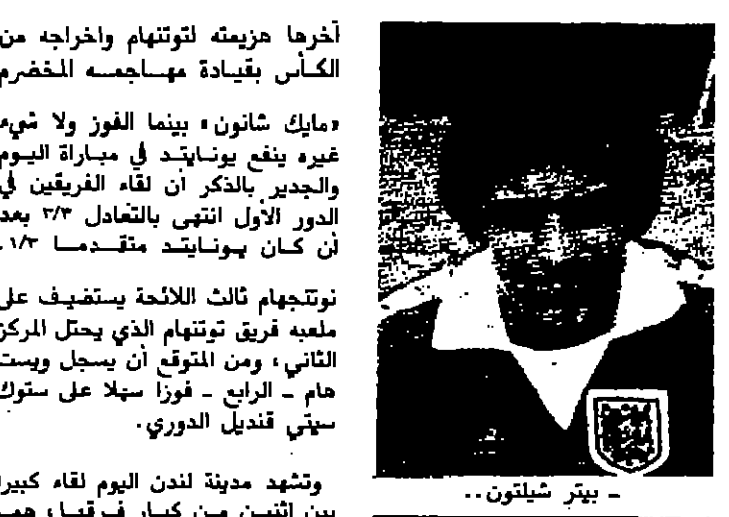 آخرها هزيمته لتوتنهام واخراجه من
الكأس بقيادة مهاجمه المخضرم
«مايك شانون» بينما الفوز ولا شيء
غيره ينفع يونايتد في مباراة اليوم
والجدير بالذكر أن لقاء الفريقين في
الدور الأول انتهى بالتعادل ٣/٣ بعد
أن كان يونايتد متقدما ١/٣.
نوتنجهام ثالث اللائحة يستضيف على
ملعبه فريق توتنهام الذي يحتل المركز
الثاني، ومن المتوقع أن يسجل ويست
هام - الرابع - فوزا سهلا على ستوك
سيتي قنديل الدوري.
وتشهد مدينة لندن اليوم لقاء كبيرا
بين اثنين من كبار فرقها، هما
- بيتر شيلتون..